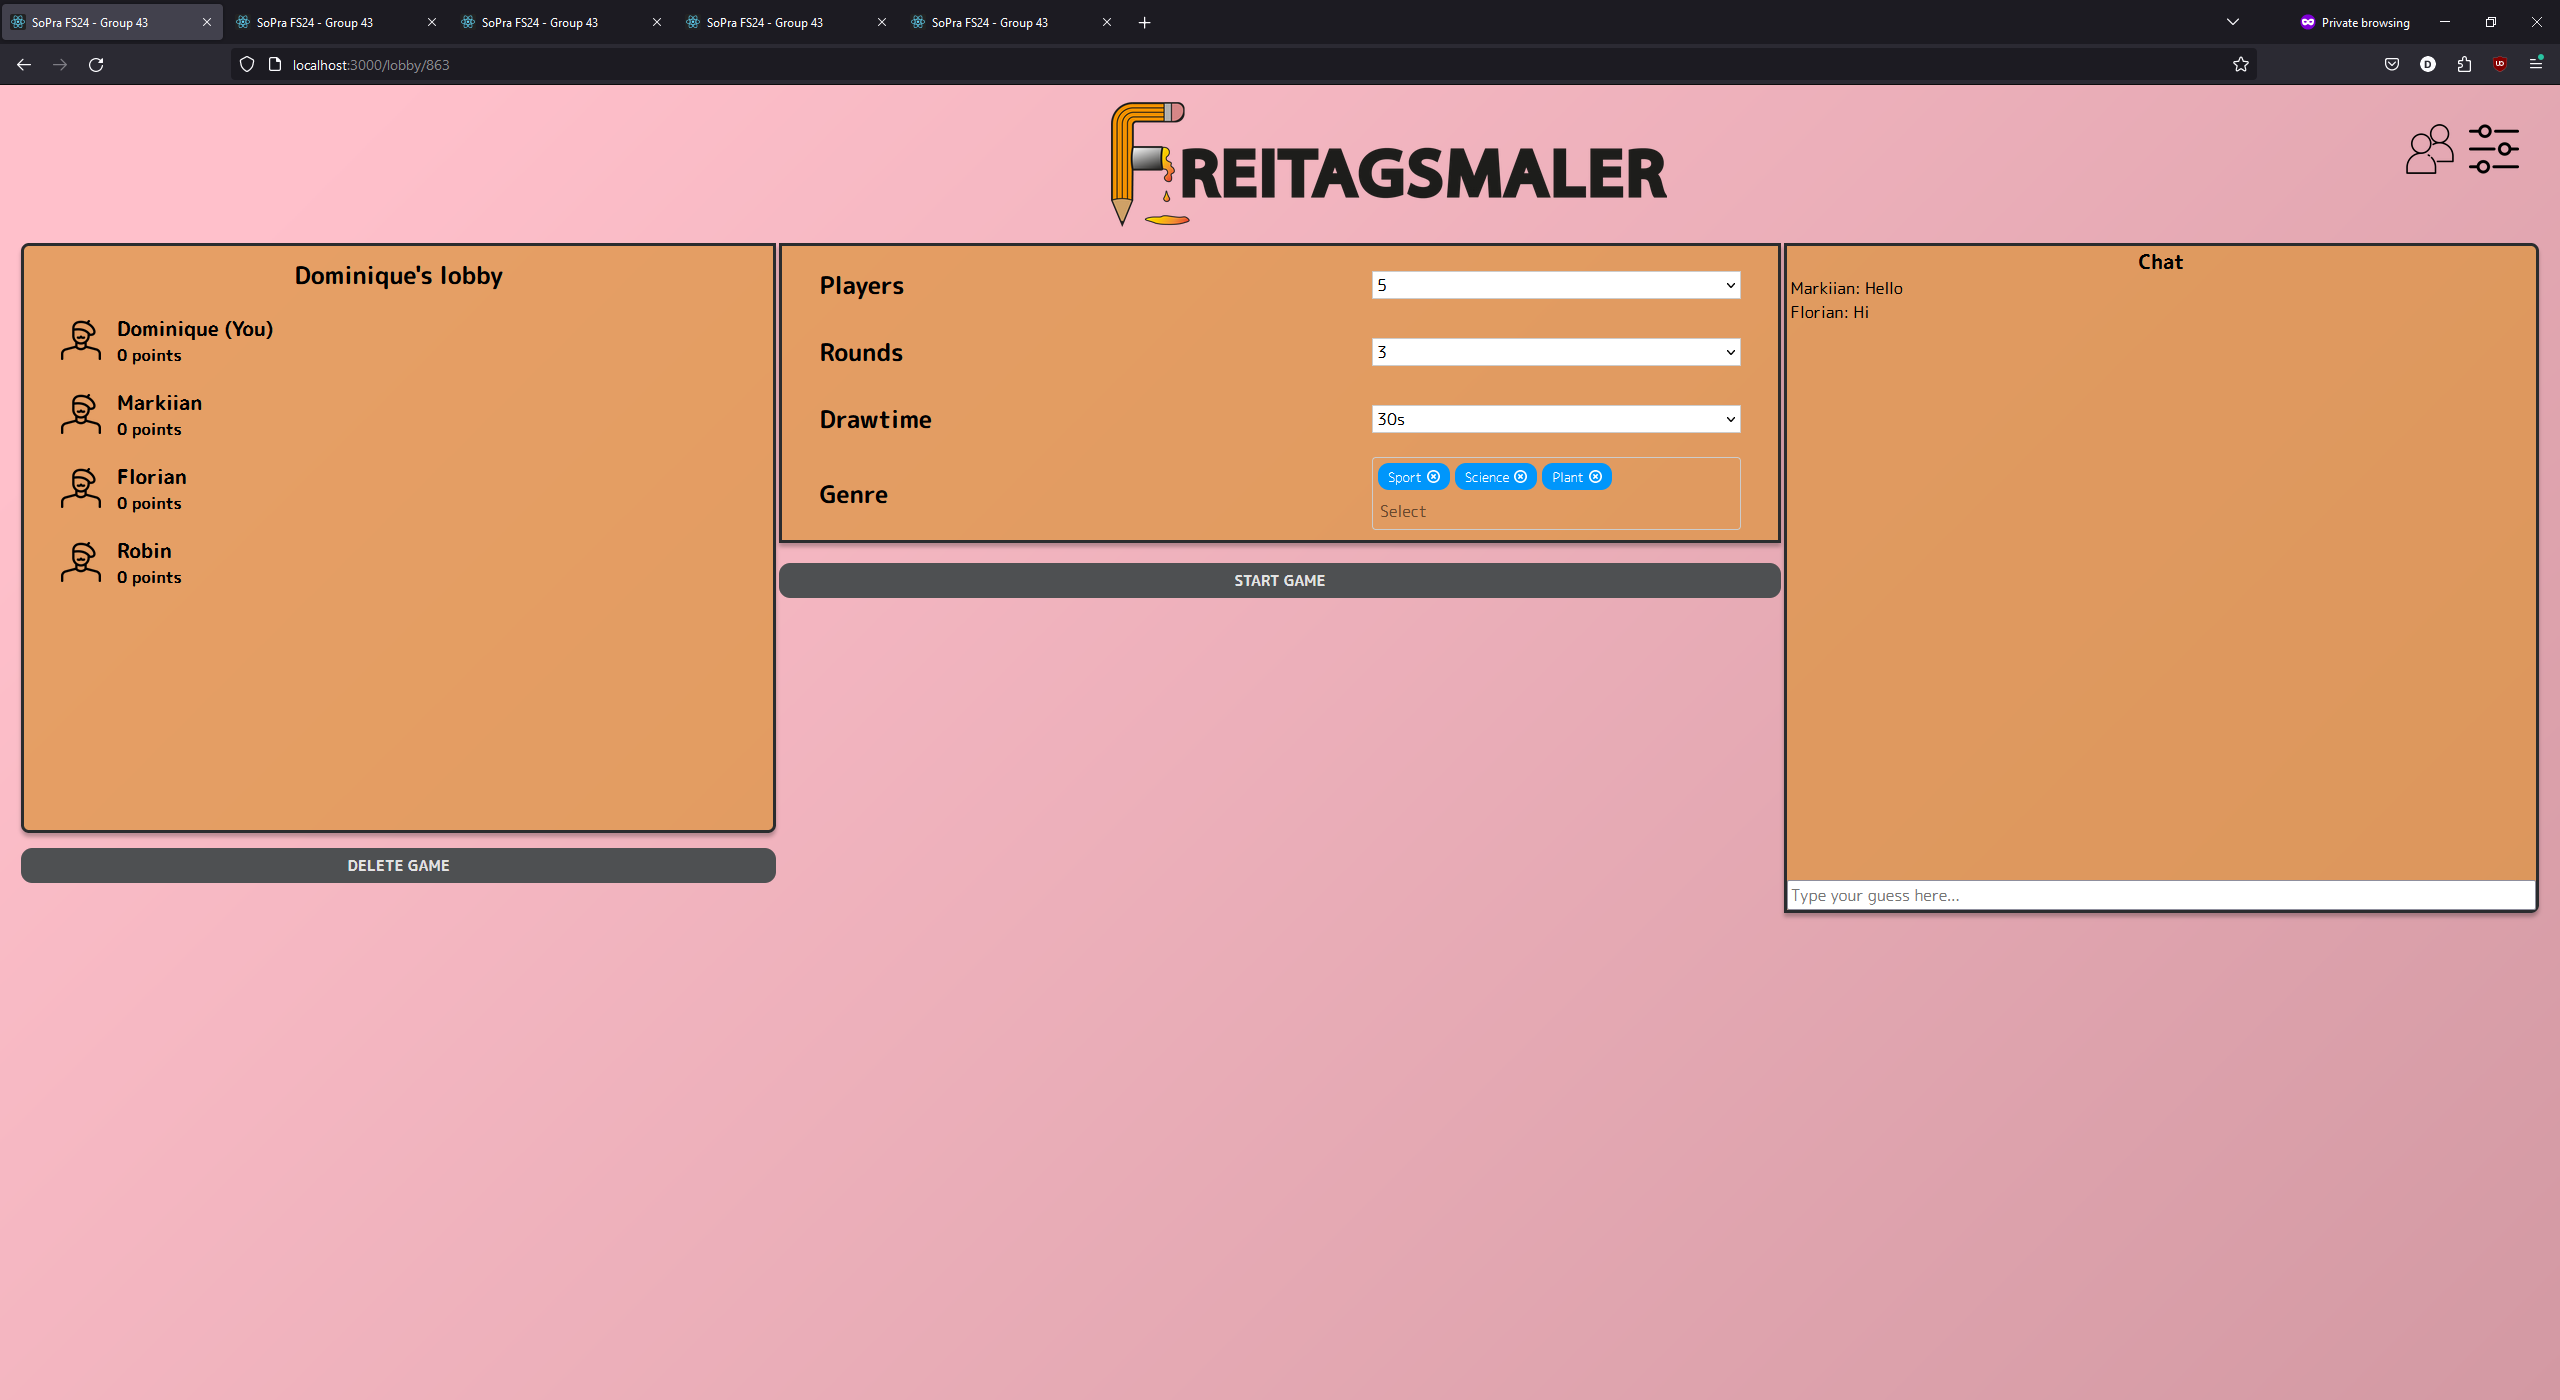 SoPra FS24 - Group 43
SoPra FS24 - Group 43
SoPra FS24 - Group 43
SoPra FS24 - Group 43
SoPra FS24 - Group 43
Private browsing
localhost:3000/lobby/863
D
UD
FREITAGSMALER
Dominique's lobby
Dominique (You)
0 points
Markiian
0 points
Florian
0 points
Robin
0 points
DELETE GAME
Players
5
Rounds
3
Drawtime
30s
Genre
Sport
Science
Plant
Select
START GAME
Chat
Markiian: Hello
Florian: Hi
Type your guess here...